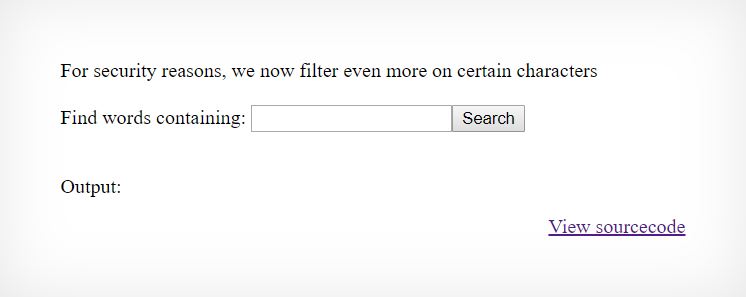 For security reasons, we now filter even more on certain characters
Find words containing: Search
Output:
View sourcecode